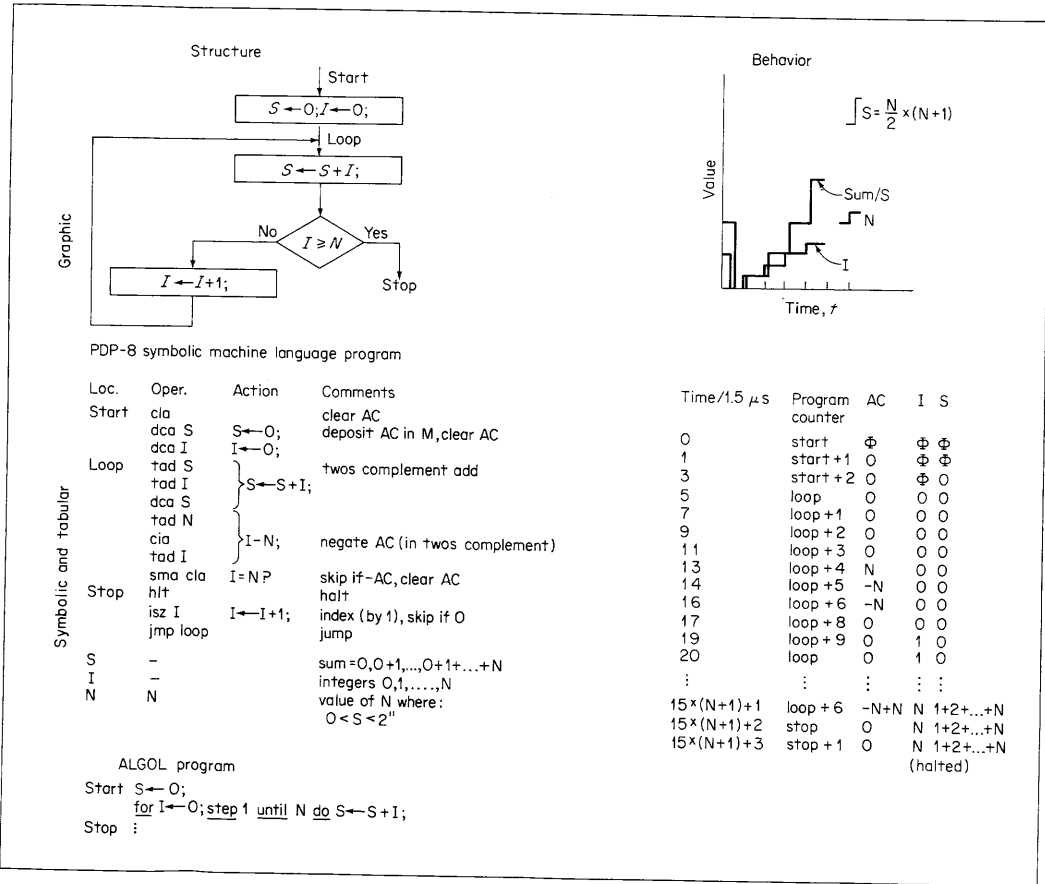 Structure
Start
S←0;I←0;
Loop
S←S+I;
No
I≥N
Yes
I←I+1;
Stop
Graphic
Behavior
∫S=N/2×(N+1)
Value
Sum/S
N
I
Time, t
PDP-8 symbolic machine language program
Loc. Oper. Action Comments
Start cla clear AC
dca S S←0; deposit AC in M,clear AC
dca I I←0;
Loop tad S twos complement add
tad I }S←S+I;
dca S
tad N
cia }I-N; negate AC(in twos complement)
tad I
sma cla I=N? skip if-AC,clear AC
Stop hlt halt
isz I I←I+1; index (by 1), skip if 0
jmp loop jump
S – sum=0,0+1,...,0+1+...+N
I – integers 0,1,....,N
N N value of N where:
0<S<2"
Symbolic and tabular
Time/1.5 μs Program counter AC I S
0 start Φ Φ Φ
1 start+1 0 Φ Φ
3 start+2 0 Φ 0
5 loop 0 0 0
7 loop+1 0 0 0
9 loop+2 0 0 0
11 loop+3 0 0 0
13 loop+4 N 0 0
14 loop+5 -N 0 0
16 loop+6 -N 0 0
17 loop+8 0 0 0
19 loop+9 0 1 0
20 loop 0 1 0
⋮ ⋮ ⋮ ⋮ ⋮
15×(N+1)+1 loop+6 -N+N N 1+2+...+N
15×(N+1)+2 stop 0 N 1+2+...+N
15×(N+1)+3 stop+1 0 N 1+2+...+N
(halted)
ALGOL program
Start S←0;
for I←0; step 1 until N do S←S+I;
Stop ⋮